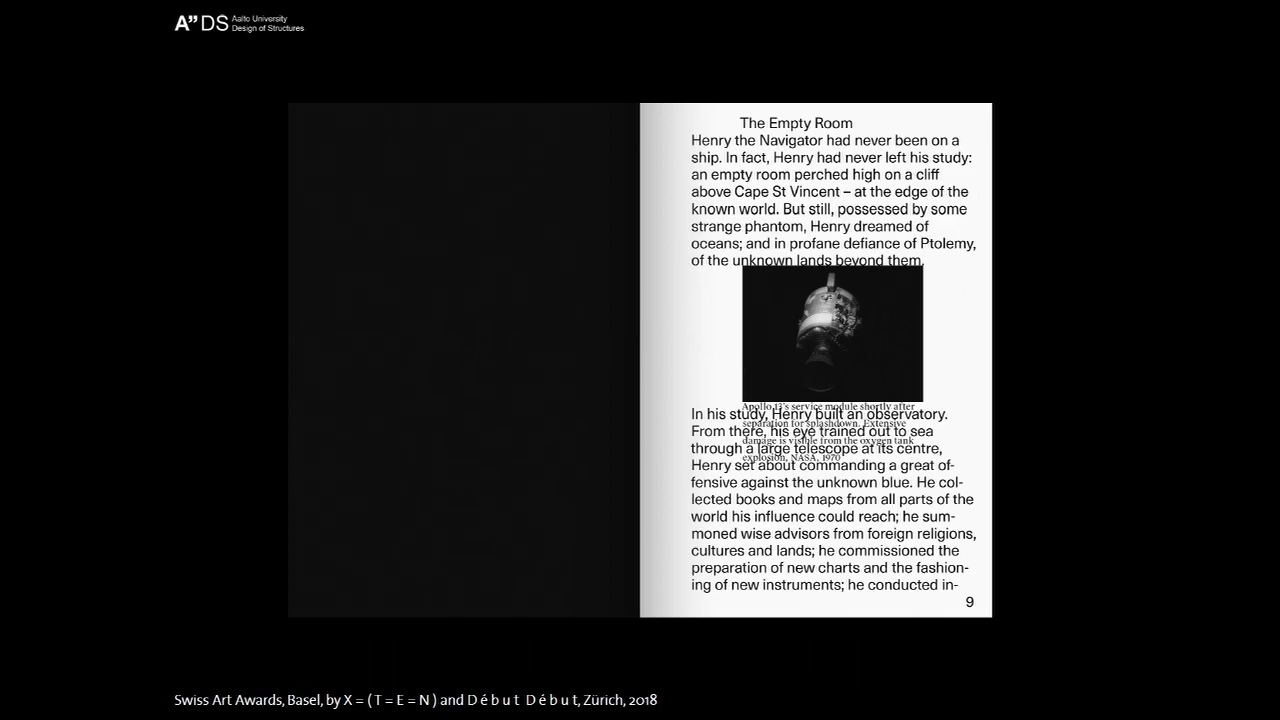 A” DS Aalto University
Design of Structures
The Empty Room
Henry the Navigator had never been on a
ship. In fact, Henry had never left his study:
an empty room perched high on a cliff
above Cape St Vincent – at the edge of the
known world. But still, possessed by some
strange phantom, Henry dreamed of
oceans; and in profane defiance of Ptolemy,
of the unknown lands beyond them.
Apollo 13’s service module shortly after
In his study, Henry built an observatory.
separation for splashdown. Extensive
From there, his eye trained out to sea
damage is visible from the oxygen tank
through a large telescope at its centre,
explosion, NASA, 1970
Henry set about commanding a great of-
fensive against the unknown blue. He col-
lected books and maps from all parts of the
world his influence could reach; he sum-
moned wise advisors from foreign religions,
cultures and lands; he commissioned the
preparation of new charts and the fashion-
ing of new instruments; he conducted in-
9
Swiss Art Awards, Basel, by X = ( T = E = N ) and D é b u t  D é b u t, Zürich, 2018